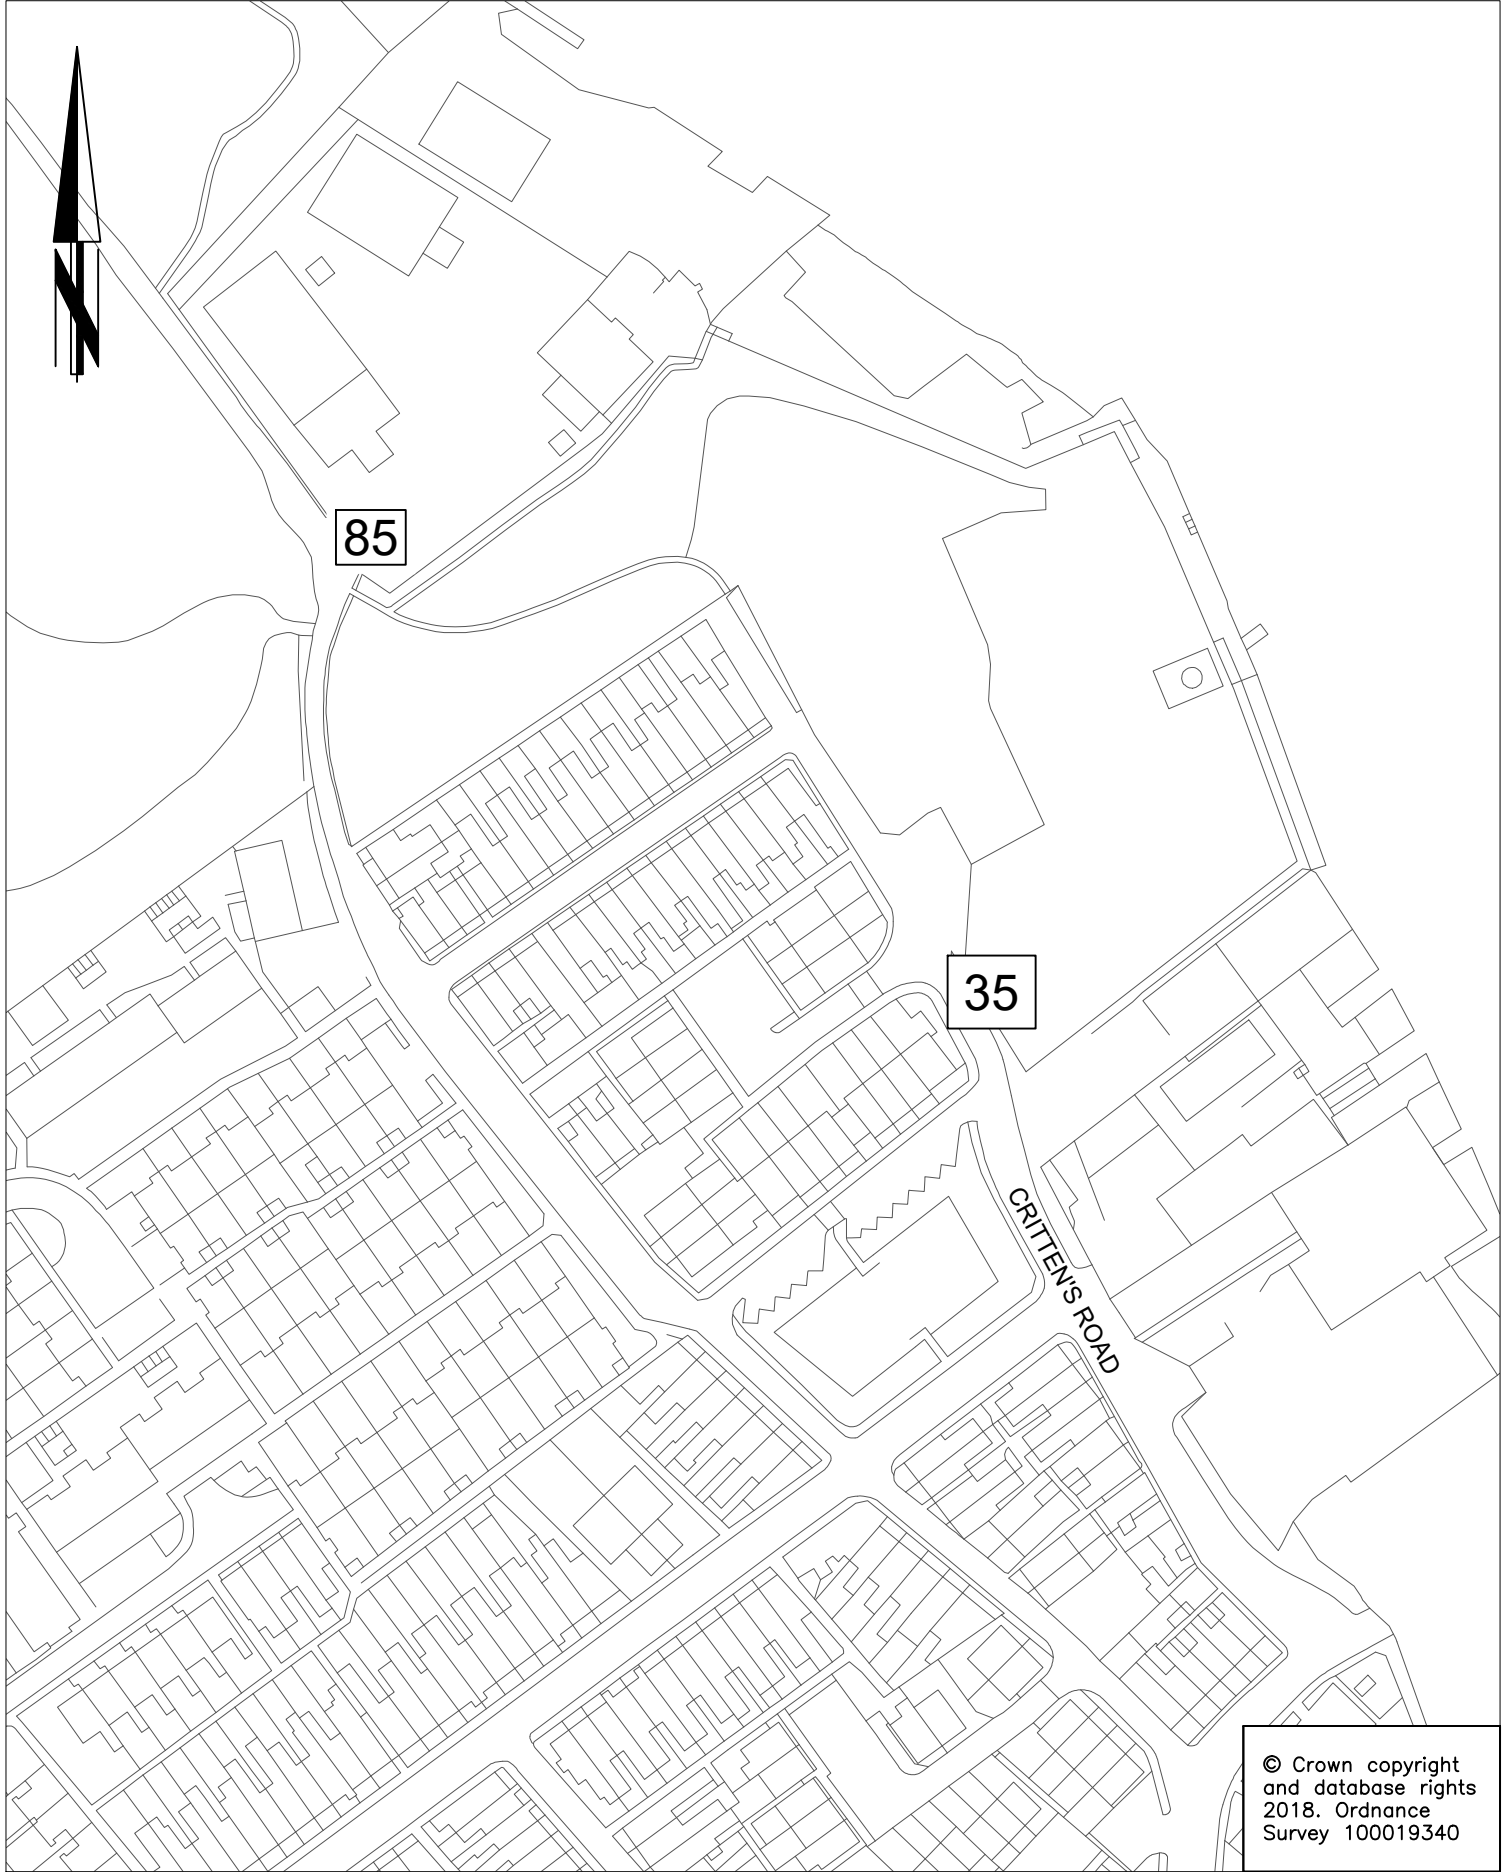 N
85
35
CRITTEN'S ROAD
© Crown copyright
and database rights
2018. Ordnance
Survey 100019340